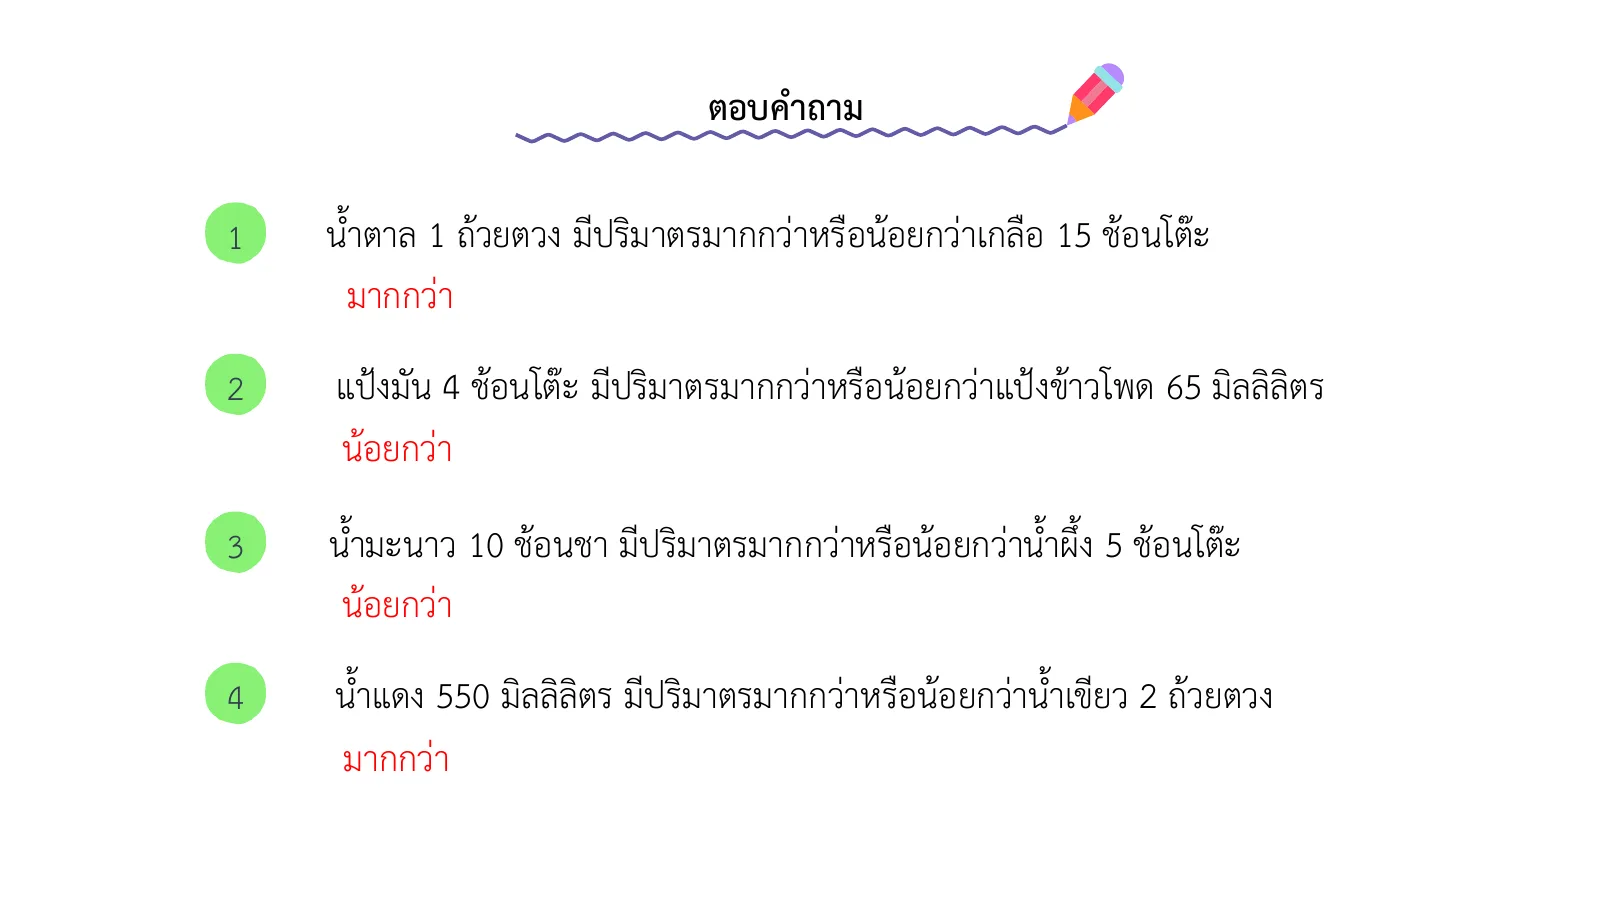 ตอบคำถาม
1 น้ำตาล 1 ถ้วยตวง มีปริมาตรมากกว่าหรือน้อยกว่าเกลือ 15 ช้อนโต๊ะ
มากกว่า
2 แป้งมัน 4 ช้อนโต๊ะ มีปริมาตรมากกว่าหรือน้อยกว่าแป้งข้าวโพด 65 มิลลิลิตร
น้อยกว่า
3 น้ำมะนาว 10 ช้อนชา มีปริมาตรมากกว่าหรือน้อยกว่าน้ำผึ้ง 5 ช้อนโต๊ะ
น้อยกว่า
4 น้ำแดง 550 มิลลิลิตร มีปริมาตรมากกว่าหรือน้อยกว่าน้ำเขียว 2 ถ้วยตวง
มากกว่า